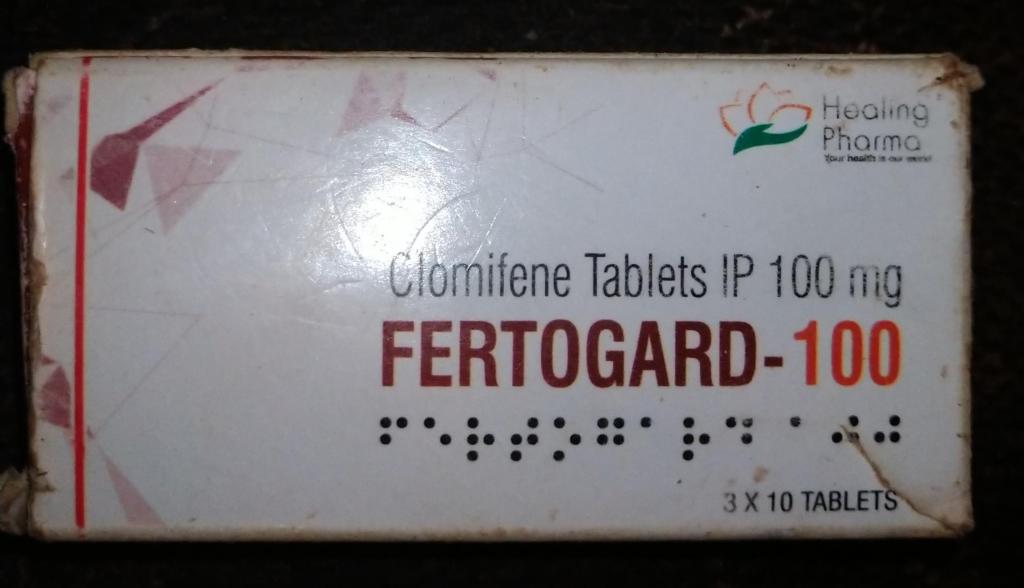 Healing
Pharma
Your health is our world
Clomifene Tablets IP 100 mg
FERTOGARD-100
⠋⠑⠗⠞⠕⠛⠁⠗⠙ ⠁⠚⠚
3 X 10 TABLETS